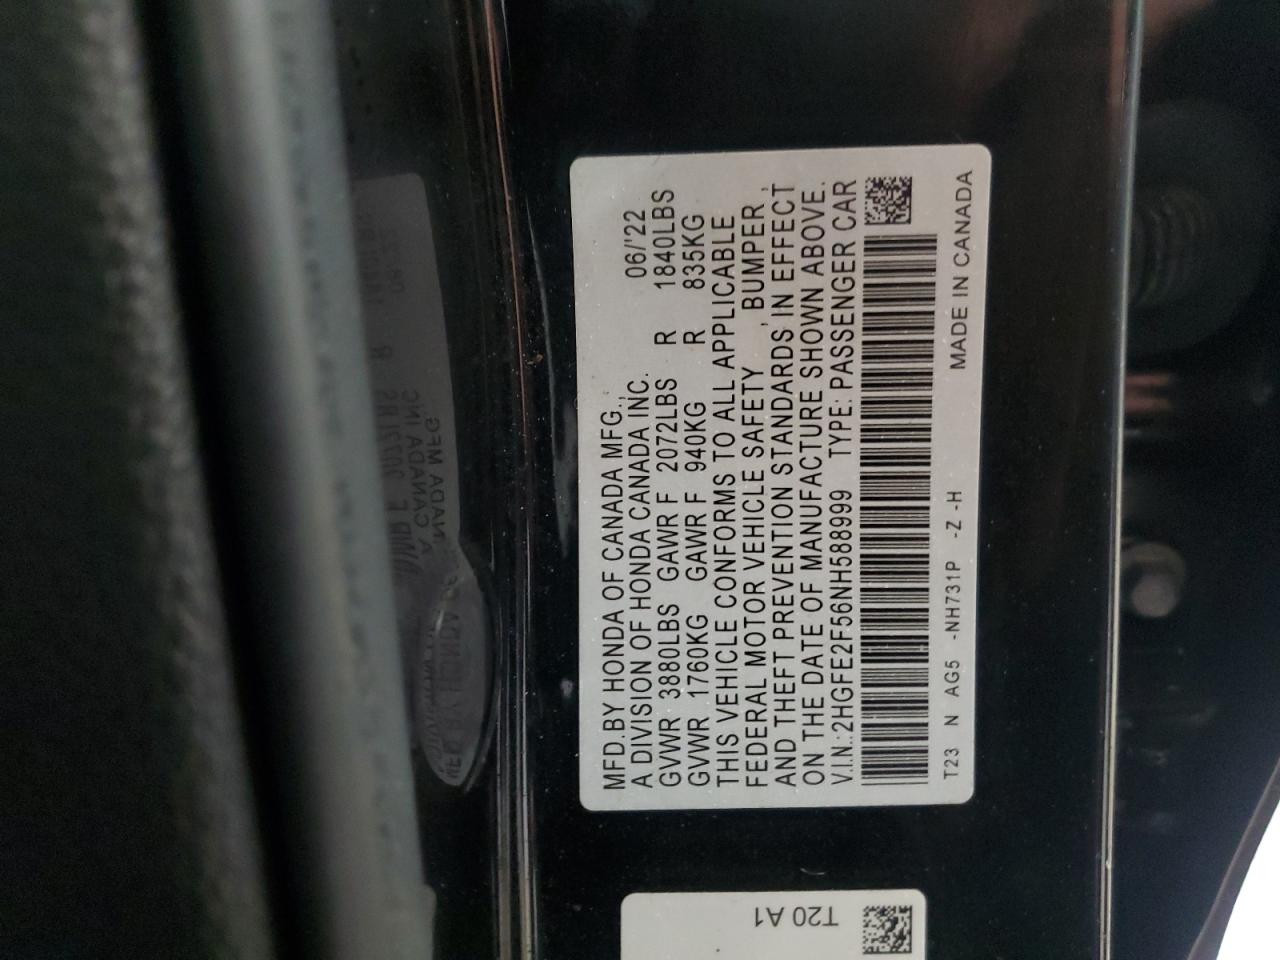 MFD.BY HONDA OF CANADA MFG., 06/'22
A DIVISION OF HONDA CANADA INC.
GVWR 3880LBS GAWR F 2072LBS R 1840LBS
GVWR 1760KG GAWR F 940KG R 835KG
THIS VEHICLE CONFORMS TO ALL APPLICABLE
FEDERAL MOTOR VEHICLE SAFETY , BUMPER ,
AND THEFT PREVENTION STANDARDS IN EFFECT
ON THE DATE OF MANUFACTURE SHOWN ABOVE.
V.I.N.:2HGFE2F56NH588999 TYPE: PASSENGER CAR
T23 N AG5 -NH731P -Z -H MADE IN CANADA
T20 A1